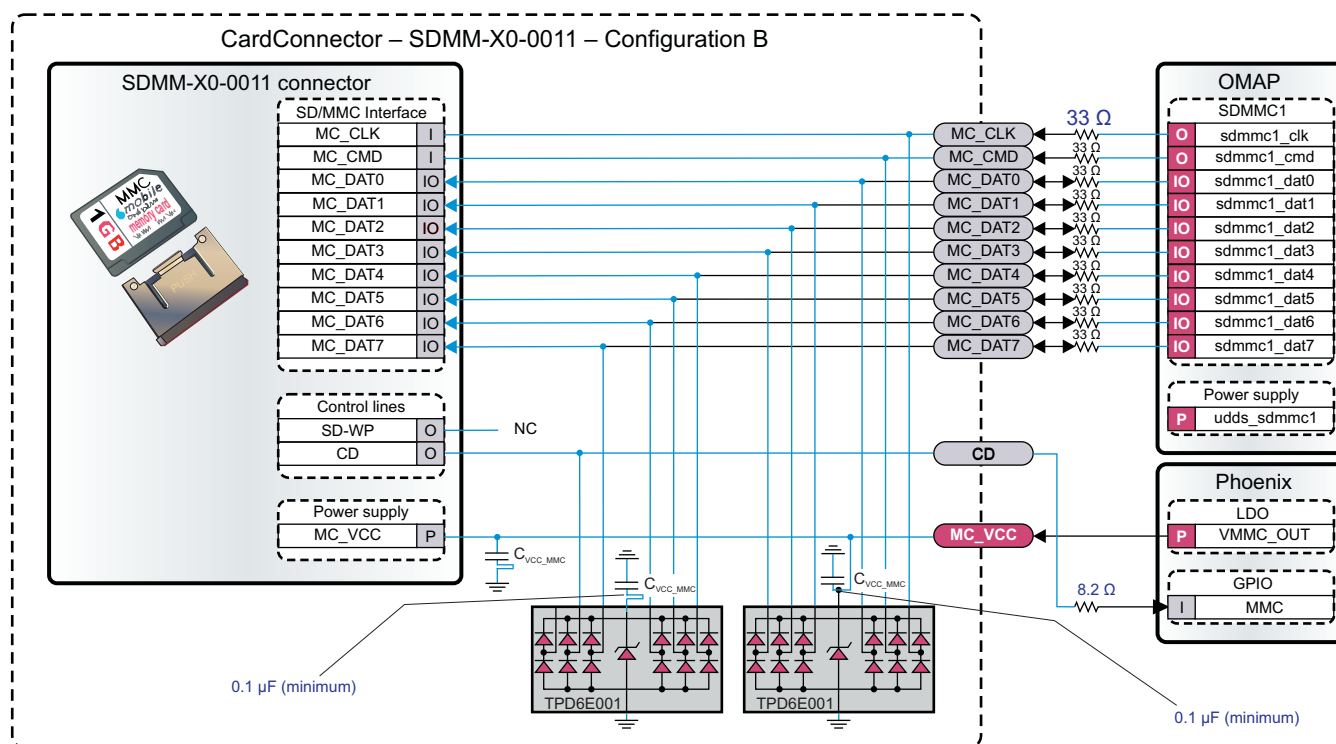 CardConnector – SDMM-X0-0011 – Configuration B
SDMM-X0-0011 connector
SD/MMC Interface
MC_CLK I
MC_CMD I
MC_DAT0 IO
MC_DAT1 IO
MC_DAT2 IO
MC_DAT3 IO
MC_DAT4 IO
MC_DAT5 IO
MC_DAT6 IO
MC_DAT7 IO
MMC
mobile
memory card
1GB
PUSH
Control lines
SD-WP O
NC
CD O
Power supply
MC_VCC P
MC_CLK
MC_CMD
MC_DAT0
MC_DAT1
MC_DAT2
MC_DAT3
MC_DAT4
MC_DAT5
MC_DAT6
MC_DAT7
CD
MC_VCC
33 Ω
33 Ω
33 Ω
33 Ω
33 Ω
33 Ω
33 Ω
33 Ω
33 Ω
33 Ω
OMAP
SDMMC1
O sdmmc1_clk
O sdmmc1_cmd
IO sdmmc1_dat0
IO sdmmc1_dat1
IO sdmmc1_dat2
IO sdmmc1_dat3
IO sdmmc1_dat4
IO sdmmc1_dat5
IO sdmmc1_dat6
IO sdmmc1_dat7
Power supply
P udds_sdmmc1
Phoenix
LDO
P VMMC_OUT
GPIO
I MMC
8.2 Ω
CVCC_MMC
CVCC_MMC
CVCC_MMC
TPD6E001
TPD6E001
0.1 µF (minimum)
0.1 µF (minimum)